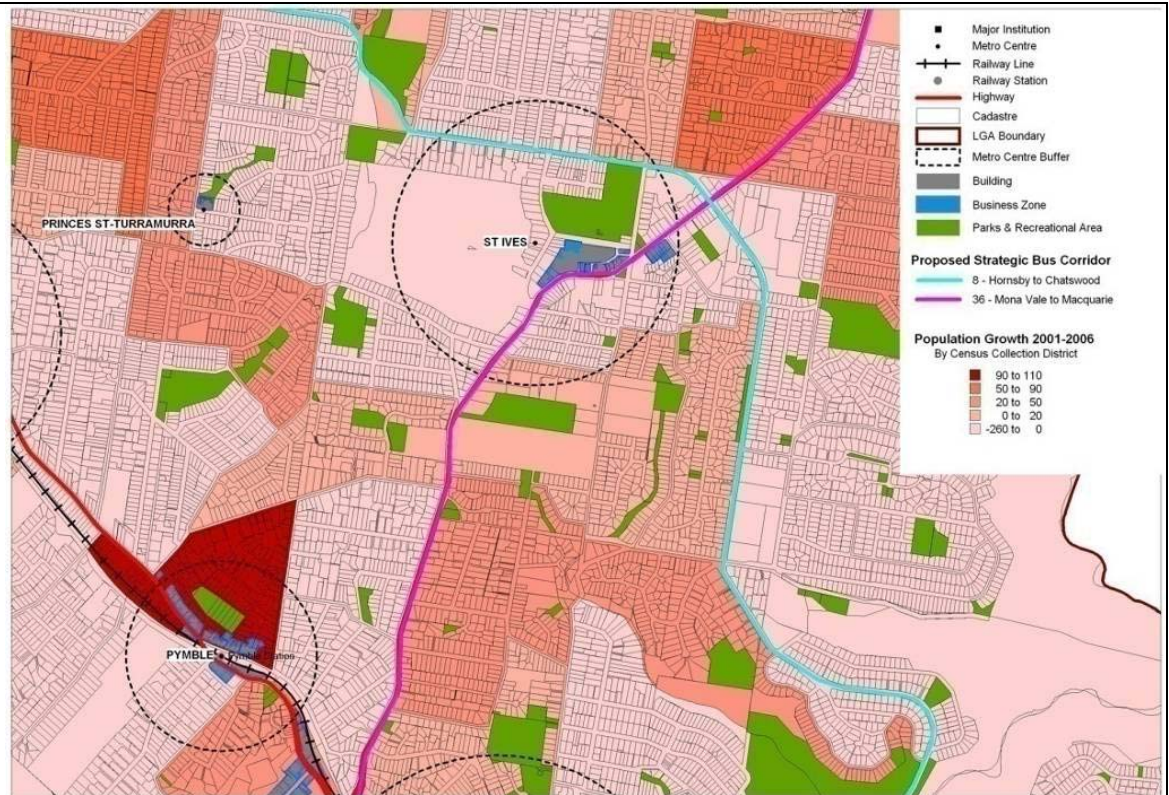 Major Institution
Metro Centre
Railway Line
Railway Station
Highway
Cadastre
LGA Boundary
Metro Centre Buffer
Building
Business Zone
Parks & Recreational Area
Proposed Strategic Bus Corridor
8 - Hornsby to Chatswood
36 - Mona Vale to Macquarie
Population Growth 2001-2006
By Census Collection District
90 to 110
50 to 90
20 to 50
0 to 20
-260 to 0
PRINCES ST-TURRAMURRA
ST IVES
PYMBLE Pymble Station